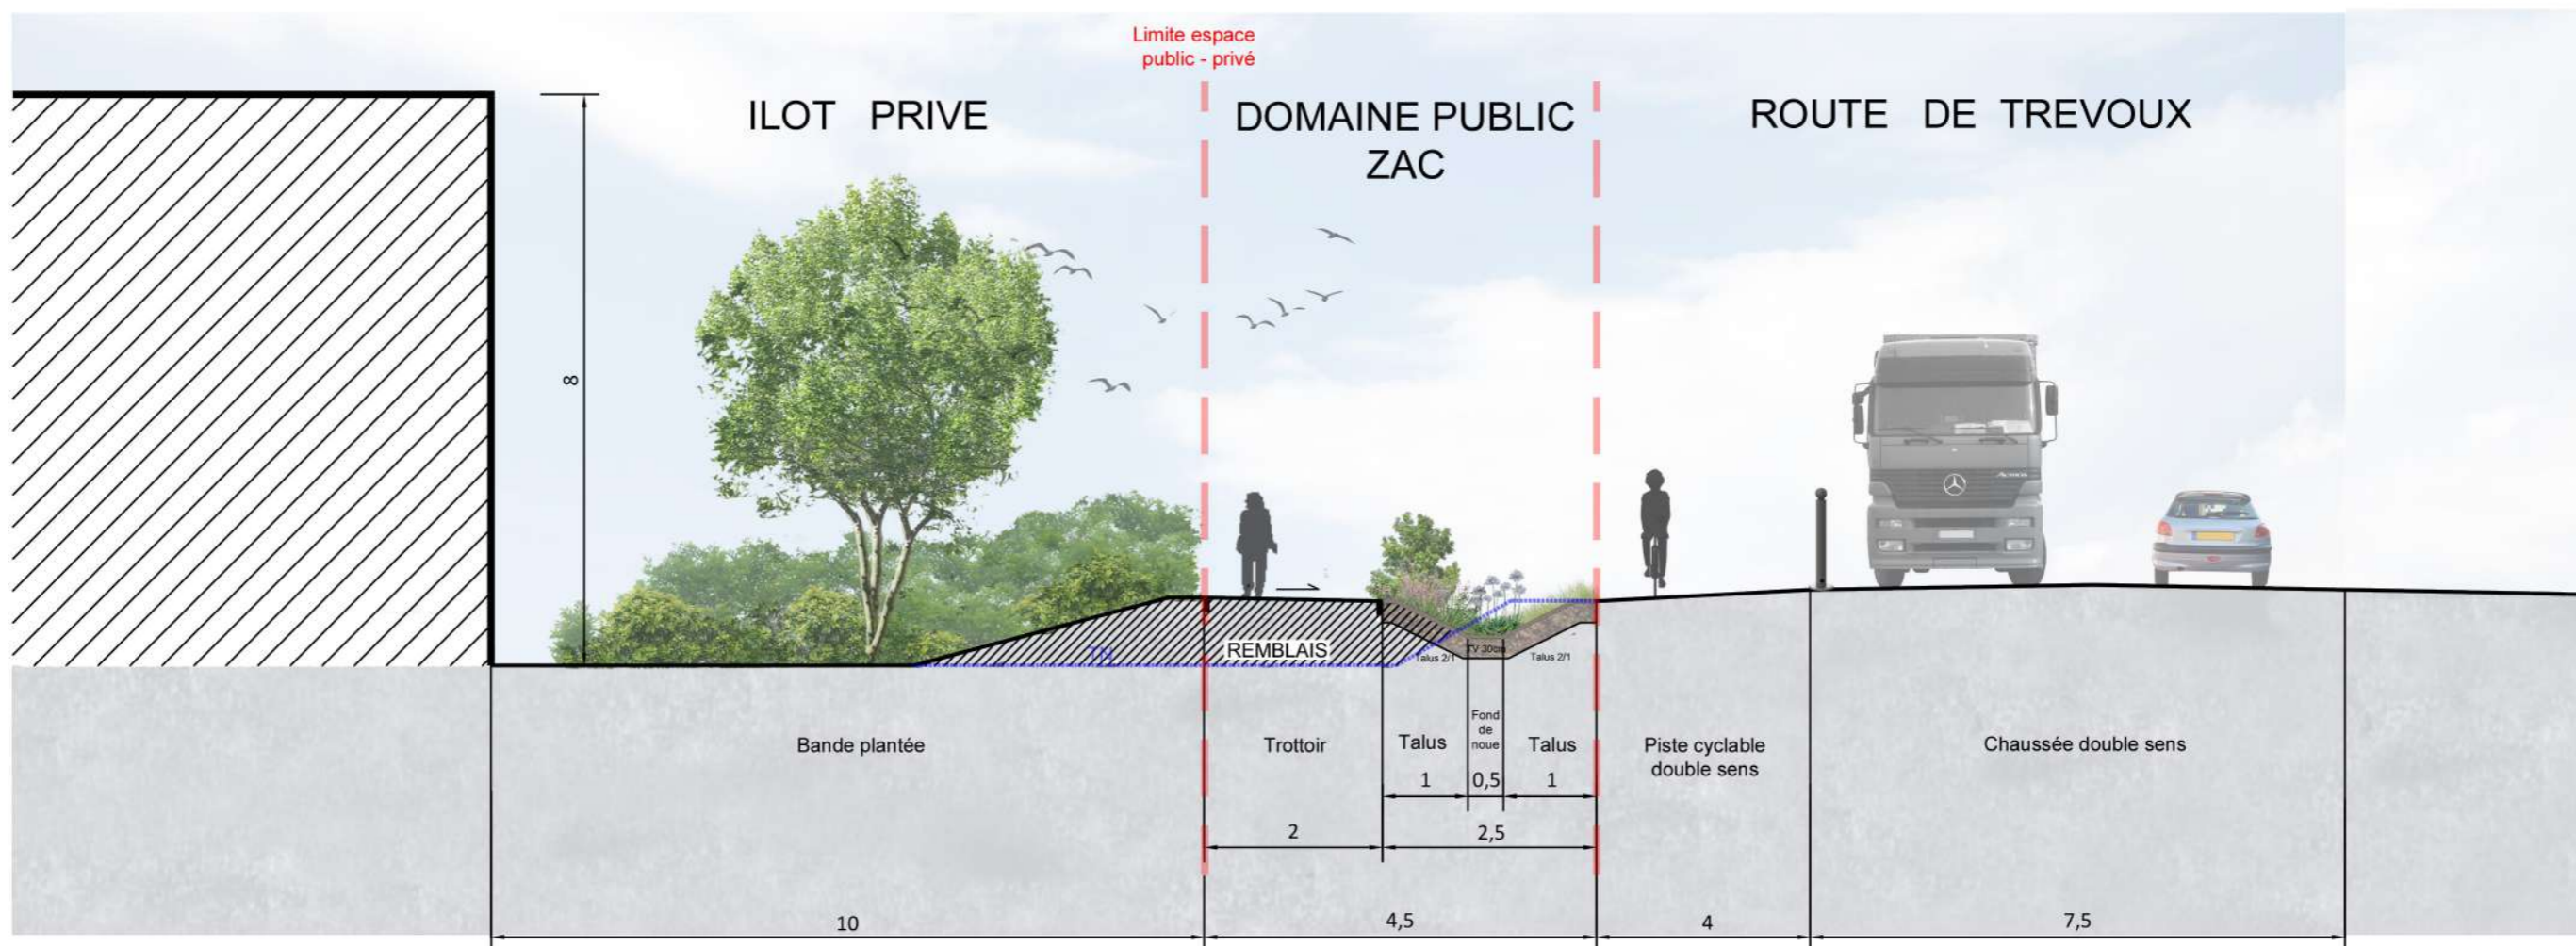 Limite espace
public - privé
ILOT PRIVE
DOMAINE PUBLIC
ZAC
ROUTE DE TREVOUX
8
TN
REMBLAIS
Talus 2/1
TV 30cm
Talus 2/1
Bande plantée
Trottoir
Talus
Fond
de
noue
Talus
Piste cyclable
double sens
Chaussée double sens
1
0,5
1
2
2,5
10
4,5
4
7,5